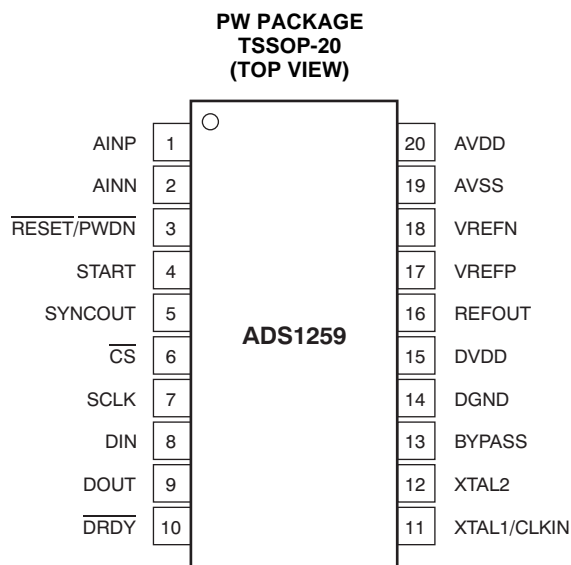 PW PACKAGE
TSSOP-20
(TOP VIEW)
AINP 1 20 AVDD
AINN 2 19 AVSS
RESET/PWDN 3 18 VREFN
START 4 17 VREFP
SYNCOUT 5 16 REFOUT
ADS1259
CS 6 15 DVDD
SCLK 7 14 DGND
DIN 8 13 BYPASS
DOUT 9 12 XTAL2
DRDY 10 11 XTAL1/CLKIN